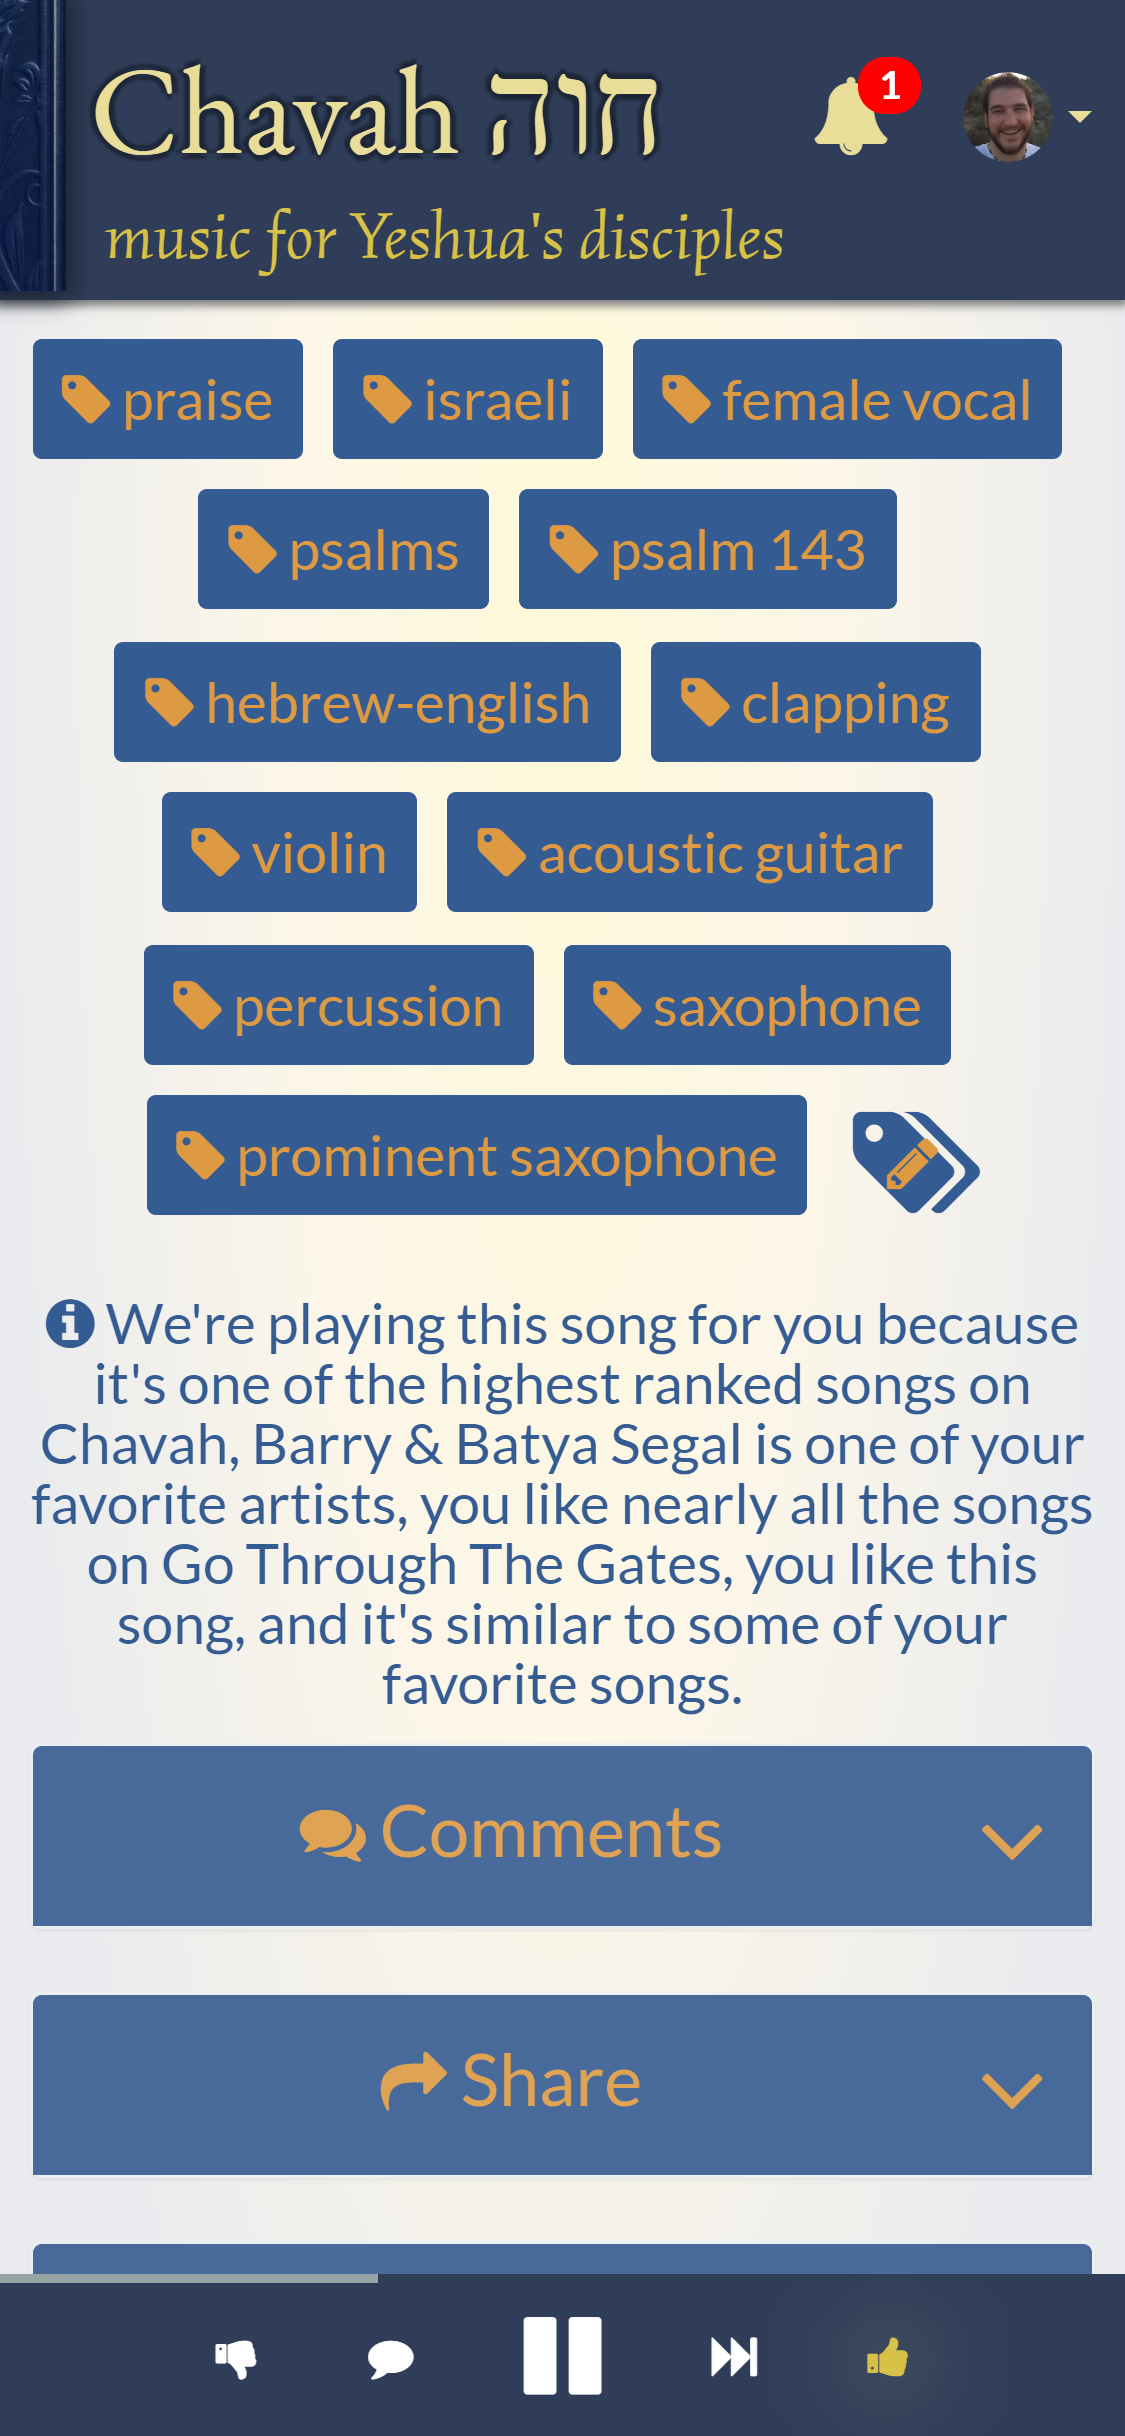 Chavah חוה
1
music for Yeshua's disciples
praise israeli female vocal
psalms psalm 143
hebrew-english clapping
violin acoustic guitar
percussion saxophone
prominent saxophone
We're playing this song for you because
it's one of the highest ranked songs on
Chavah, Barry & Batya Segal is one of your
favorite artists, you like nearly all the songs
on Go Through The Gates, you like this
song, and it's similar to some of your
favorite songs.
Comments
Share